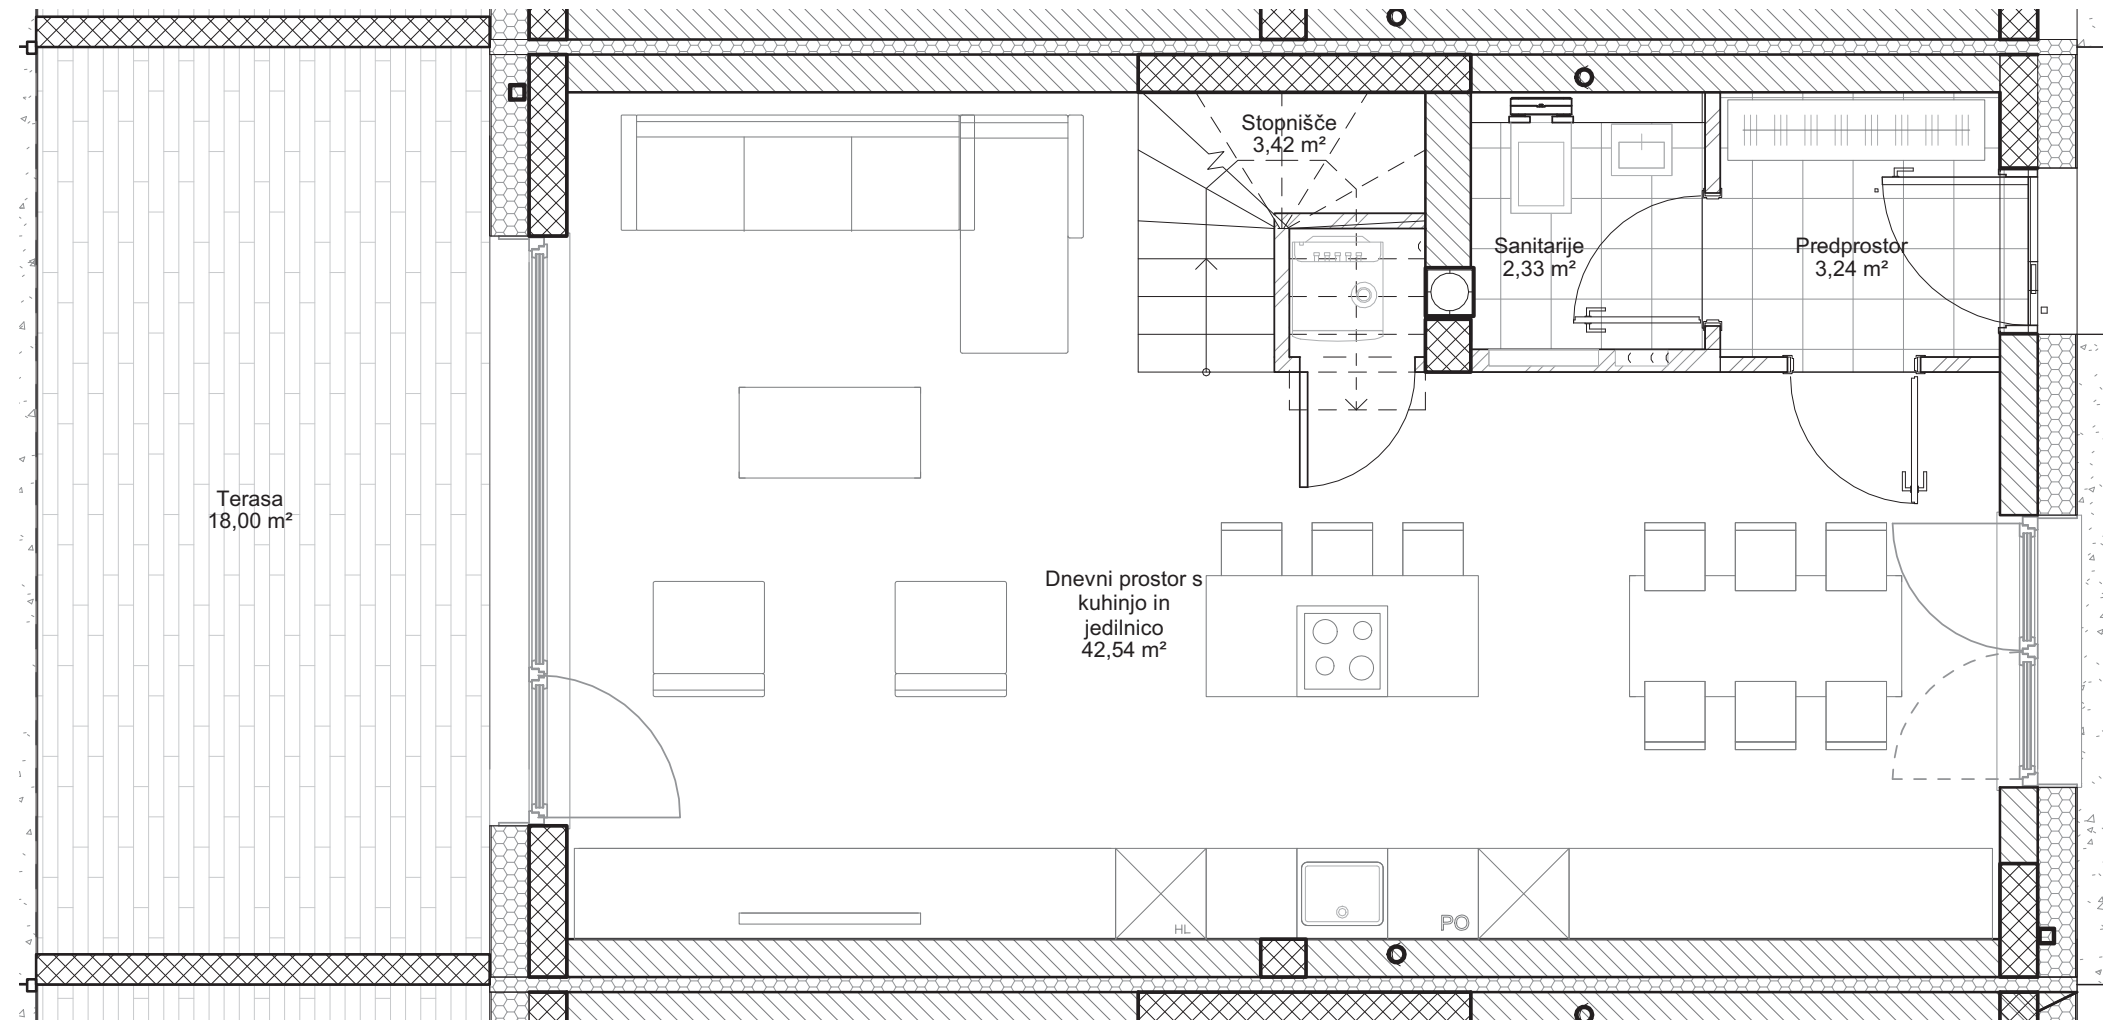 Stopnišče
3,42 m²
Sanitarije
2,33 m²
Predprostor
3,24 m²
Terasa
18,00 m²
Dnevni prostor s
kuhinjo in
jedilnico
42,54 m²
HL
PO